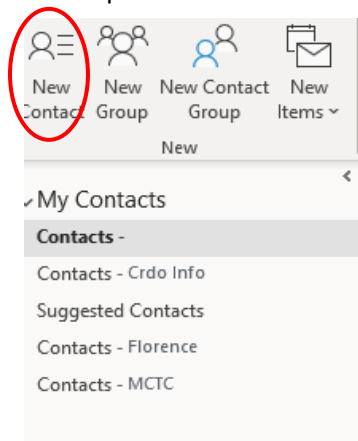 New New New Contact New
Contact Group Group Items
New
My Contacts
Contacts -
Contacts - Crdo Info
Suggested Contacts
Contacts - Florence
Contacts - MCTC